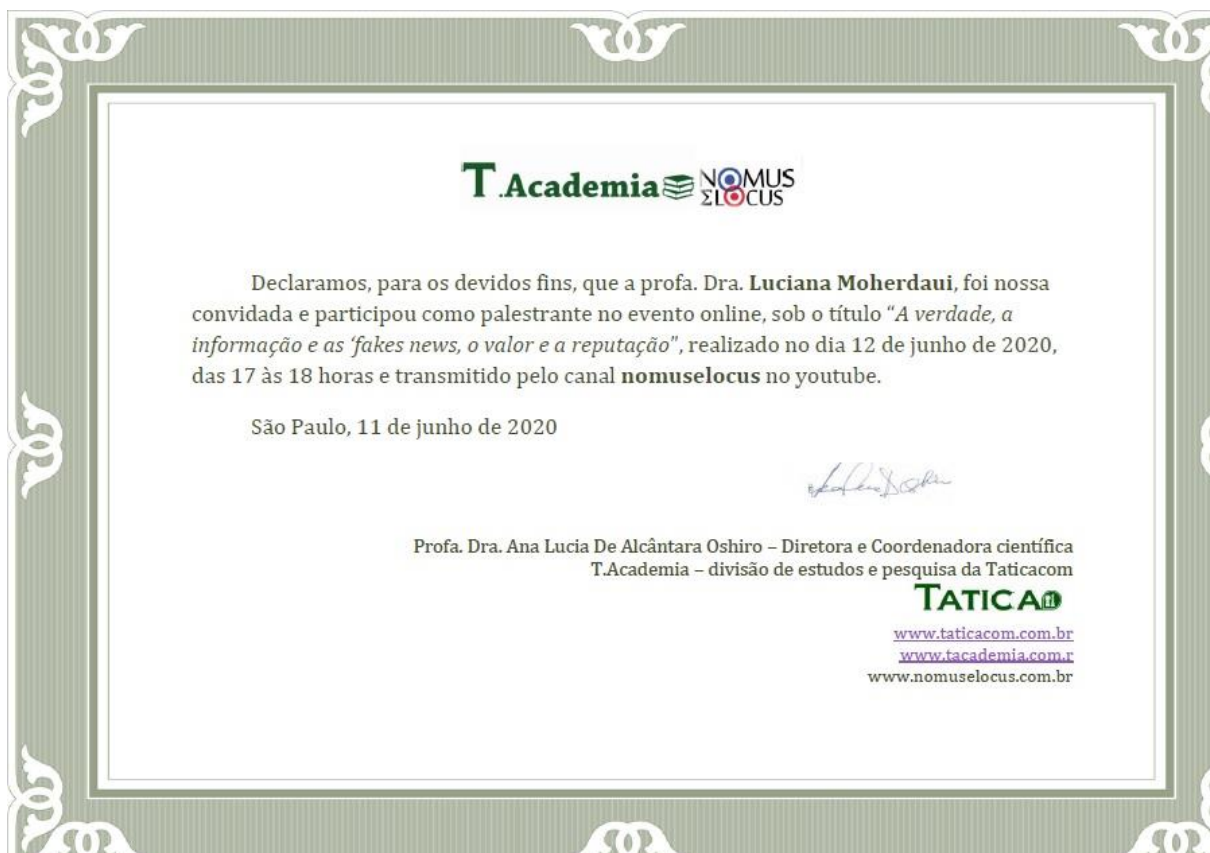 T.Academia NOMUS ΣLOCUS
Declaramos, para os devidos fins, que a profa. Dra. Luciana Moherdaui, foi nossa
convidada e participou como palestrante no evento online, sob o título “A verdade, a
informação e as ‘fakes news, o valor e a reputação”, realizado no dia 12 de junho de 2020,
das 17 às 18 horas e transmitido pelo canal nomuselocus no youtube.
São Paulo, 11 de junho de 2020
Profa. Dra. Ana Lucia De Alcântara Oshiro – Diretora e Coordenadora científica
T.Academia – divisão de estudos e pesquisa da Taticacom
TATICA
www.taticacom.com.br
www.tacademia.com.r
www.nomuselocus.com.br